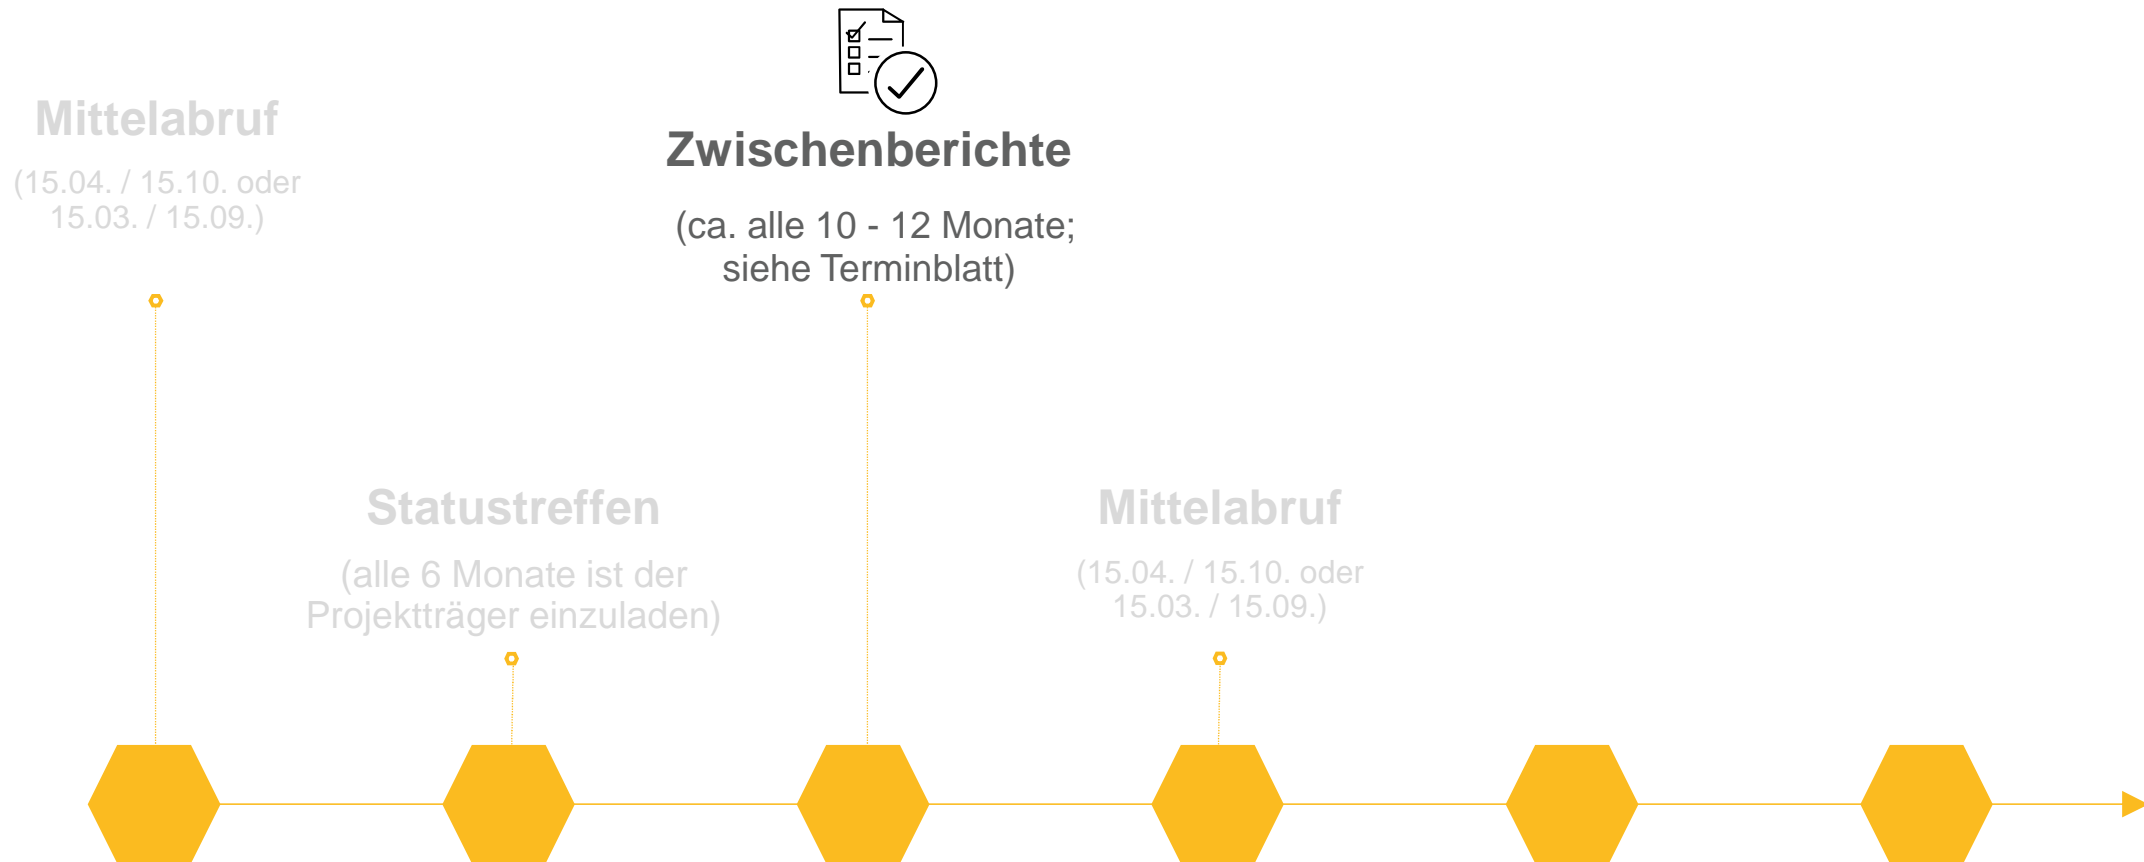 Mittelabruf
(15.04. / 15.10. oder
15.03. / 15.09.)
Statustreffen
(alle 6 Monate ist der
Projektträger einzuladen)
Zwischenberichte
(ca. alle 10 - 12 Monate;
siehe Terminblatt)
Mittelabruf
(15.04. / 15.10. oder
15.03. / 15.09.)